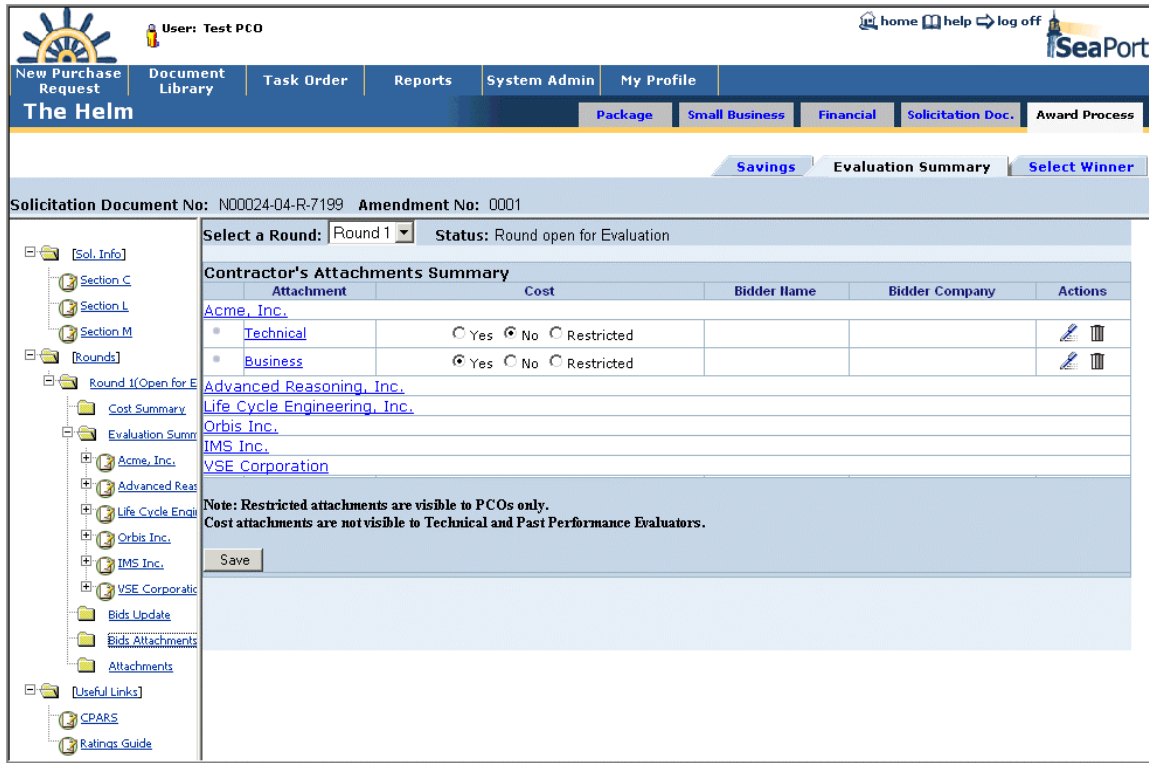 User: Test PCO
home help log off
SeaPort
New Purchase Request
Document Library
Task Order
Reports
System Admin
My Profile
The Helm
Package
Small Business
Financial
Solicitation Doc.
Award Process
Savings
Evaluation Summary
Select Winner
Solicitation Document No: N00024-04-R-7199 Amendment No: 0001
[Sol. Info]
Section C
Section L
Section M
[Rounds]
Round 1(Open for E
Cost Summary
Evaluation Summ
Acme, Inc.
Advanced Reas
Life Cycle Engi
Orbis Inc.
IMS Inc.
VSE Corporatio
Bids Update
Bids Attachments
Attachments
[Useful Links]
CPARS
Ratings Guide
Select a Round: Round 1 Status: Round open for Evaluation
Contractor's Attachments Summary
Attachment Cost Bidder Name Bidder Company Actions
Acme, Inc.
Technical Yes No Restricted
Business Yes No Restricted
Advanced Reasoning, Inc.
Life Cycle Engineering, Inc.
Orbis Inc.
IMS Inc.
VSE Corporation
Note: Restricted attachments are visible to PCOs only.
Cost attachments are not visible to Technical and Past Performance Evaluators.
Save